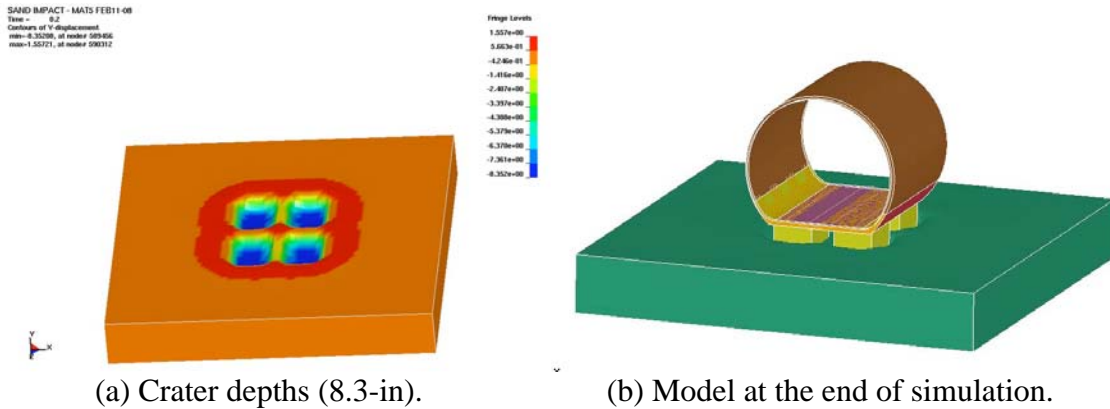 SAND IMPACT - MAT5 FEB11-08
Time = 0.2
Contours of Y-displacement
min=-8.35208, at node# 589466
max=1.55721, at node# 590312
Fringe Levels
1.557e+00
5.663e-01
-4.246e-01
-1.416e+00
-2.407e+00
-3.397e+00
-4.388e+00
-5.379e+00
-6.370e+00
-7.361e+00
-8.352e+00
Y
X
(a) Crater depths (8.3-in).
(b) Model at the end of simulation.